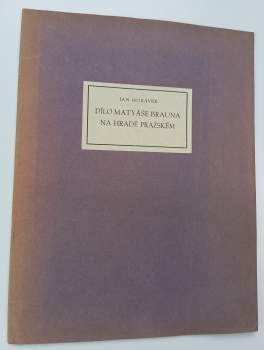 JAN MORÁVEK
DÍLO MATYÁŠE BRAUNA
NA HRADĚ PRAŽSKÉM